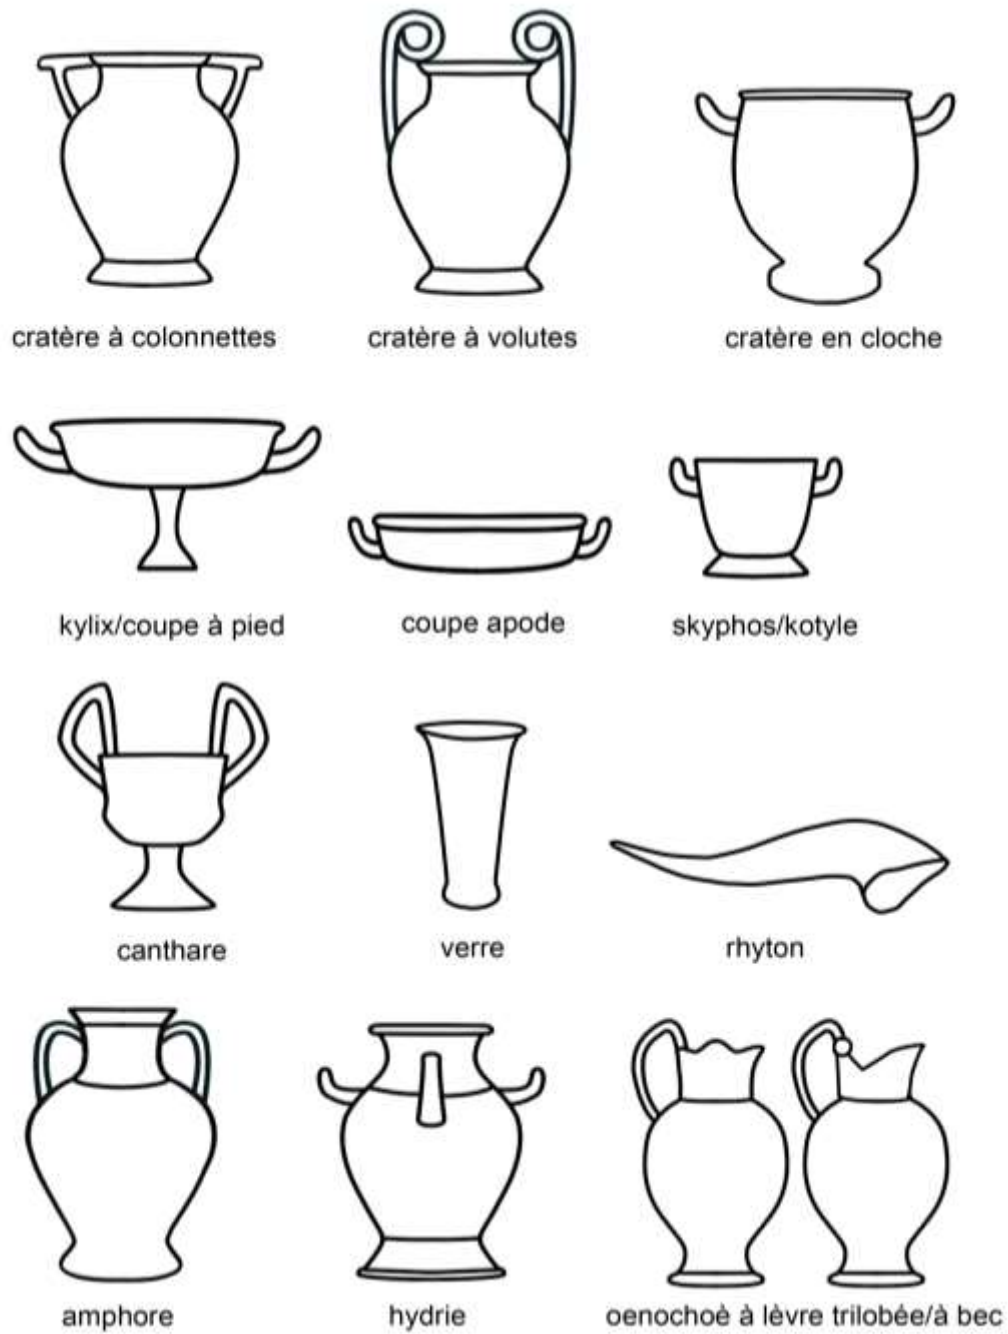 cratère à colonnettes
cratère à volutes
cratère en cloche
kylix/coupe à pied
coupe apode
skyphos/kotyle
canthare
verre
rhyton
amphore
hydrie
oenochoè à lèvre trilobée/à bec